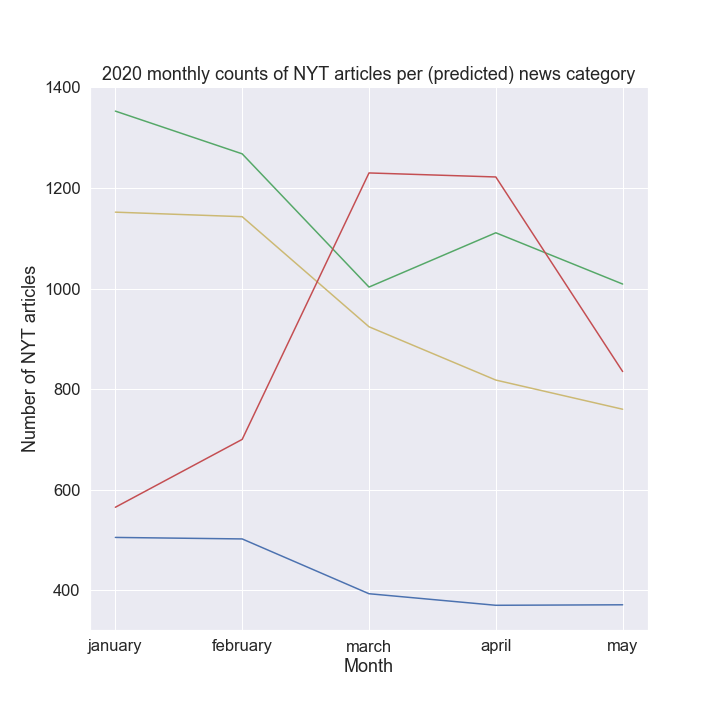 2020 monthly counts of NYT articles per (predicted) news category
1400
1200
1000
800
600
400
Number of NYT articles
january february march april may
Month